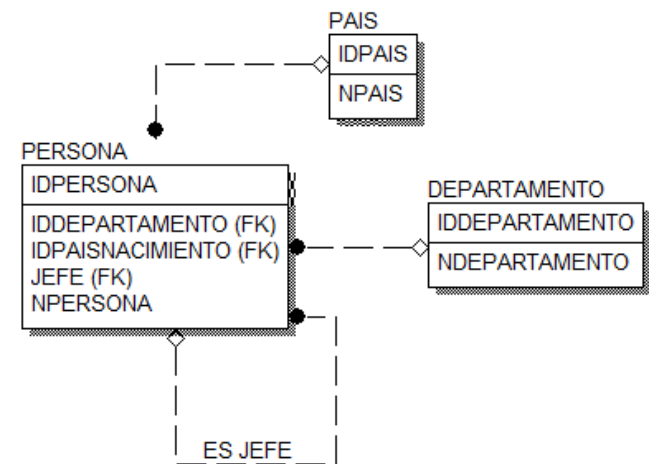 PAIS
IDPAIS
NPAIS
PERSONA
IDPERSONA
IDDEPARTAMENTO (FK)
IDPAISNACIMIENTO (FK)
JEFE (FK)
NPERSONA
DEPARTAMENTO
IDDEPARTAMENTO
NDEPARTAMENTO
ES JEFE